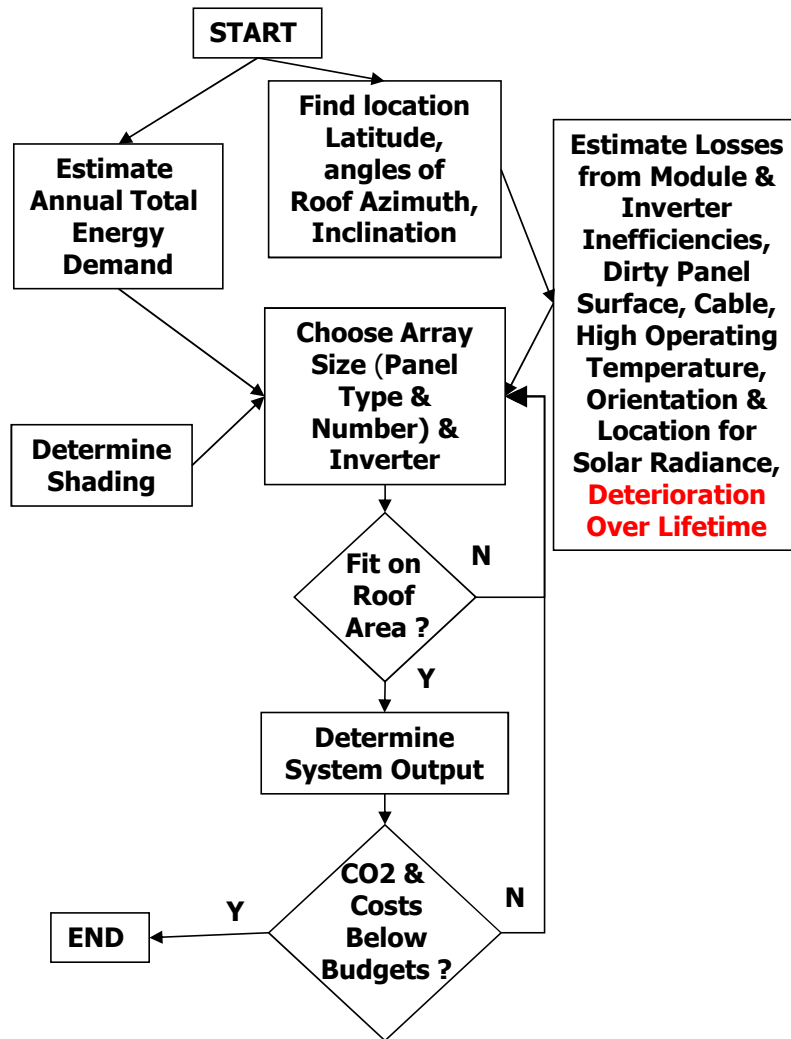 START
Find location
Latitude,
angles of
Roof Azimuth,
Inclination
Estimate
Annual Total
Energy
Demand
Estimate Losses
from Module &
Inverter
Inefficiencies,
Dirty Panel
Surface, Cable,
High Operating
Temperature,
Orientation &
Location for
Solar Radiance,
Deterioration
Over Lifetime
Choose Array
Size (Panel
Type &
Number) &
Inverter
Determine
Shading
Fit on
Roof
Area ?
N
Y
Determine
System Output
CO2 &
Costs
Below
Budgets ?
N
Y
END